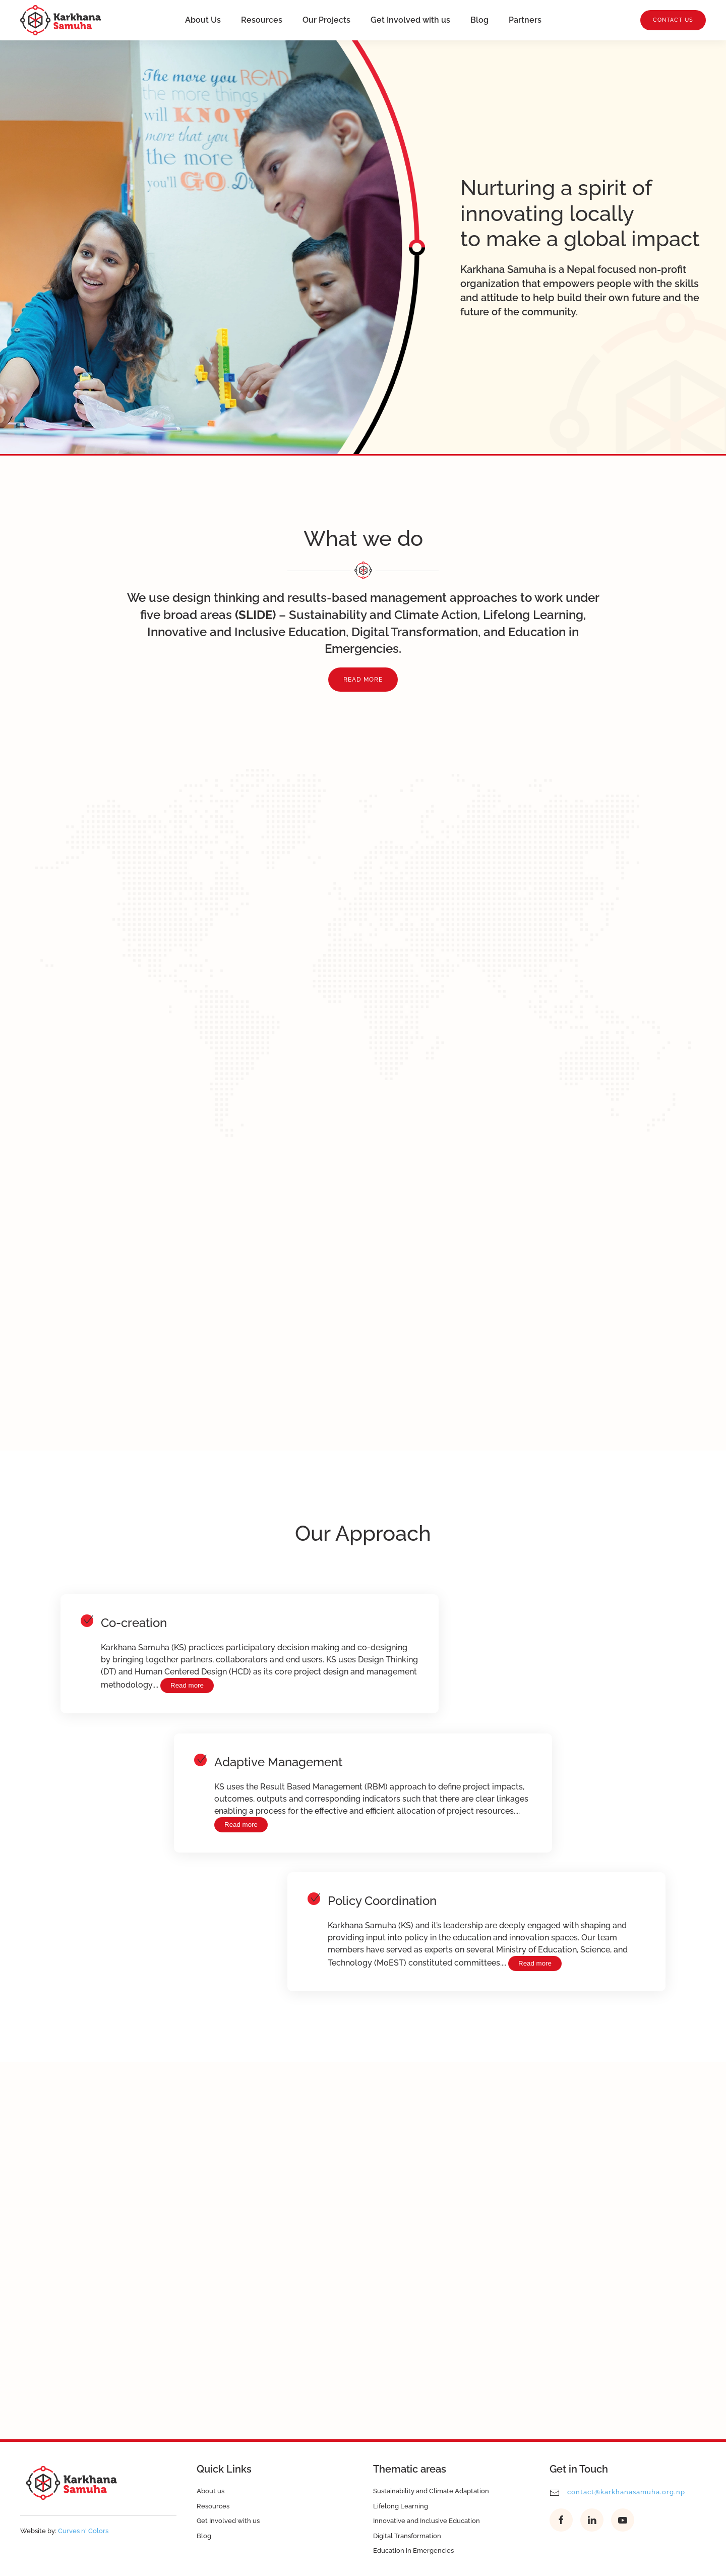 Karkhana
Samuha
About Us
Resources
Our Projects
Get Involved with us
Blog
Partners
CONTACT US
The more you READ
the more things
will KNOW
more that you
the more
you'll GO
Nurturing a spirit of
innovating locally
to make a global impact
Karkhana Samuha is a Nepal focused non-profit
organization that empowers people with the skills
and attitude to help build their own future and the
future of the community.
What we do
We use design thinking and results-based management approaches to work under
five broad areas (SLIDE) – Sustainability and Climate Action, Lifelong Learning,
Innovative and Inclusive Education, Digital Transformation, and Education in
Emergencies.
READ MORE
Our Approach
Co-creation
Karkhana Samuha (KS) practices participatory decision making and co-designing
by bringing together partners, collaborators and end users. KS uses Design Thinking
(DT) and Human Centered Design (HCD) as its core project design and management
methodology.... Read more
Adaptive Management
KS uses the Result Based Management (RBM) approach to define project impacts,
outcomes, outputs and corresponding indicators such that there are clear linkages
enabling a process for the effective and efficient allocation of project resources....
Read more
Policy Coordination
Karkhana Samuha (KS) and it's leadership are deeply engaged with shaping and
providing input into policy in the education and innovation spaces. Our team
members have served as experts on several Ministry of Education, Science, and
Technology (MoEST) constituted committees.... Read more
Karkhana
Samuha
Website by: Curves n' Colors
Quick Links
About us
Resources
Get Involved with us
Blog
Thematic areas
Sustainability and Climate Adaptation
Lifelong Learning
Innovative and Inclusive Education
Digital Transformation
Education in Emergencies
Get in Touch
contact@karkhanasamuha.org.np